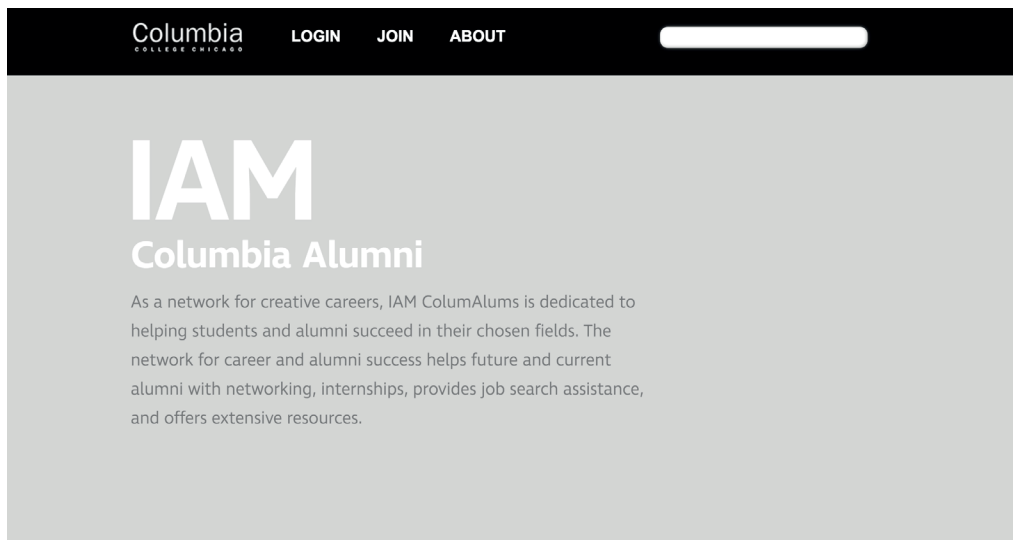 Columbia
COLLEGE CHICAGO
LOGIN JOIN ABOUT
IAM
Columbia Alumni
As a network for creative careers, IAM ColumAlums is dedicated to
helping students and alumni succeed in their chosen fields. The
network for career and alumni success helps future and current
alumni with networking, internships, provides job search assistance,
and offers extensive resources.